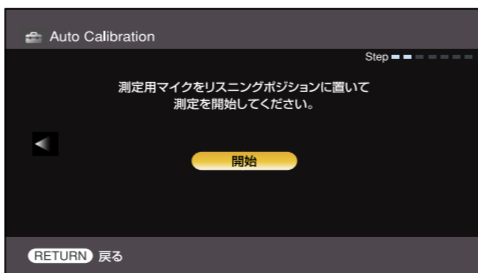 Auto Calibration
Step
測定用マイクをリスニングポジションに置いて
測定を開始してください。
開始
RETURN 戻る